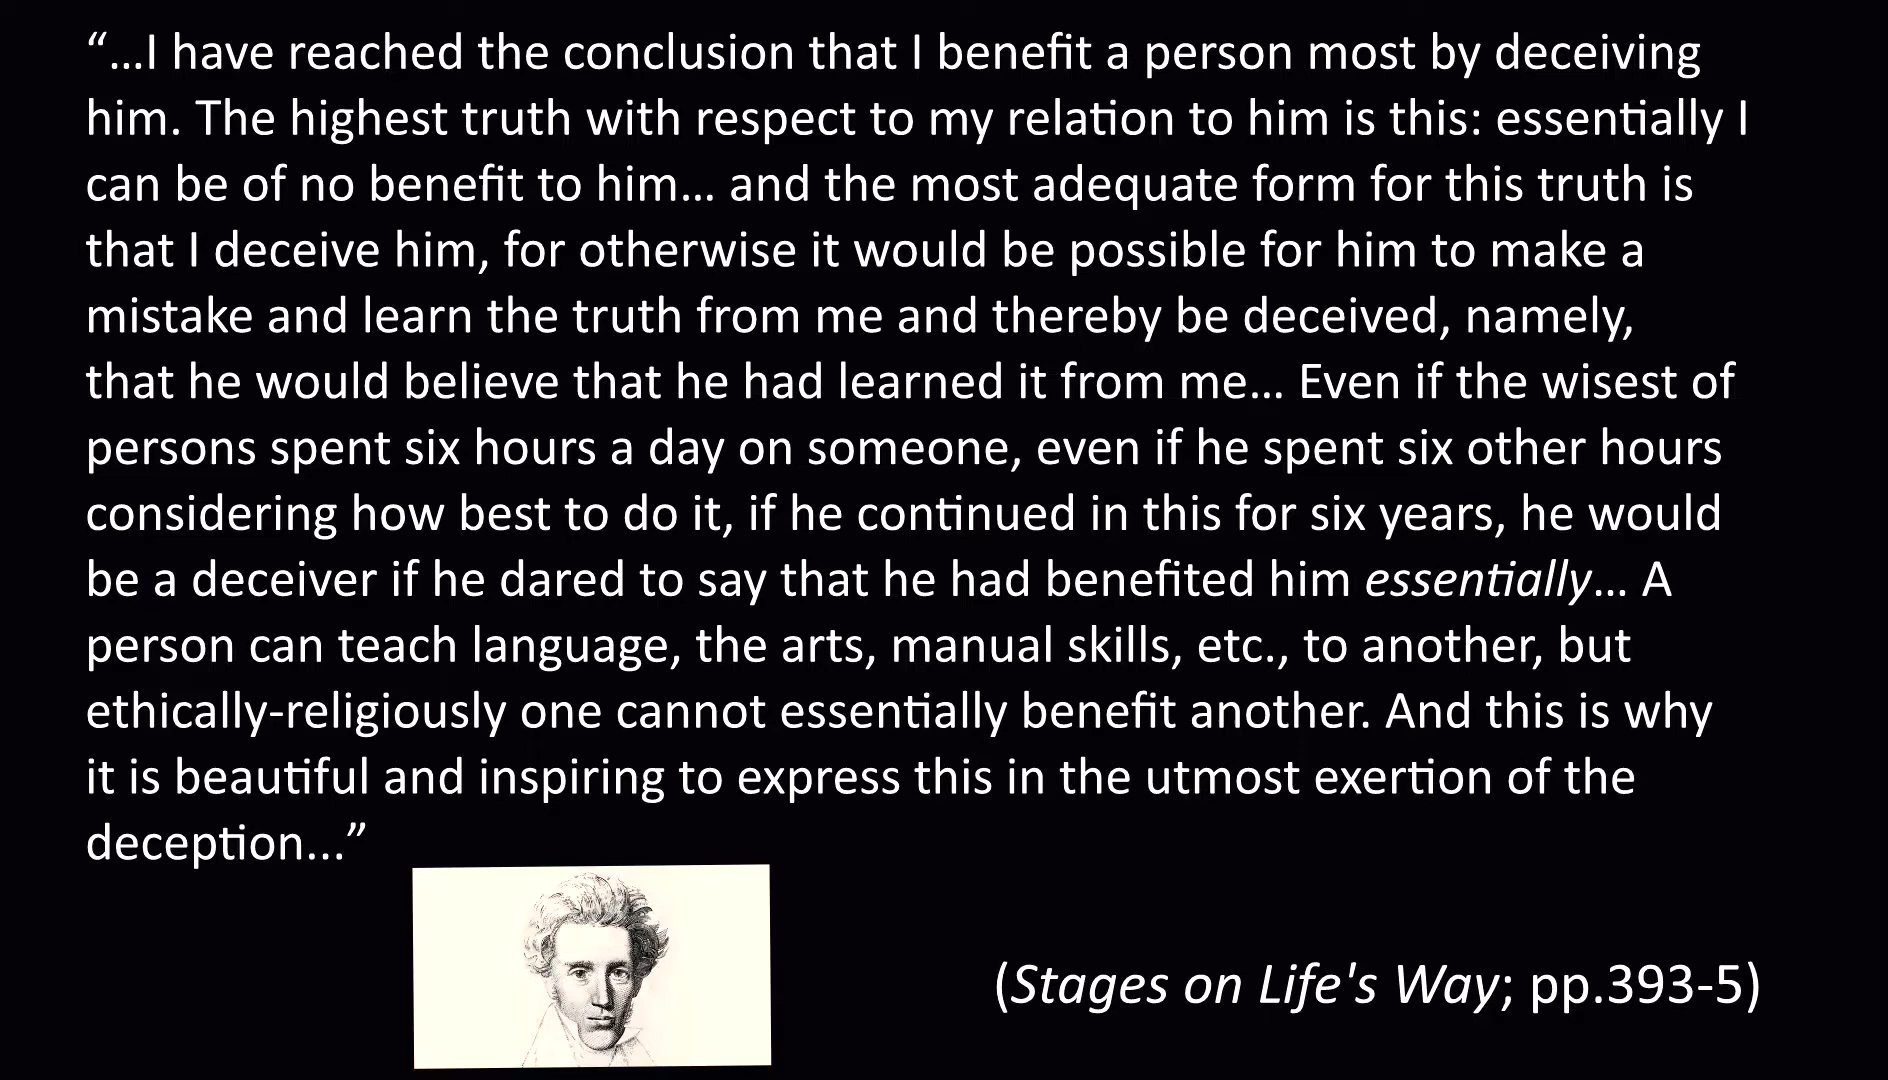 “...I have reached the conclusion that I benefit a person most by deceiving
him. The highest truth with respect to my relation to him is this: essentially I
can be of no benefit to him... and the most adequate form for this truth is
that I deceive him, for otherwise it would be possible for him to make a
mistake and learn the truth from me and thereby be deceived, namely,
that he would believe that he had learned it from me... Even if the wisest of
persons spent six hours a day on someone, even if he spent six other hours
considering how best to do it, if he continued in this for six years, he would
be a deceiver if he dared to say that he had benefited him essentially... A
person can teach language, the arts, manual skills, etc., to another, but
ethically-religiously one cannot essentially benefit another. And this is why
it is beautiful and inspiring to express this in the utmost exertion of the
deception...”
(Stages on Life's Way; pp.393-5)